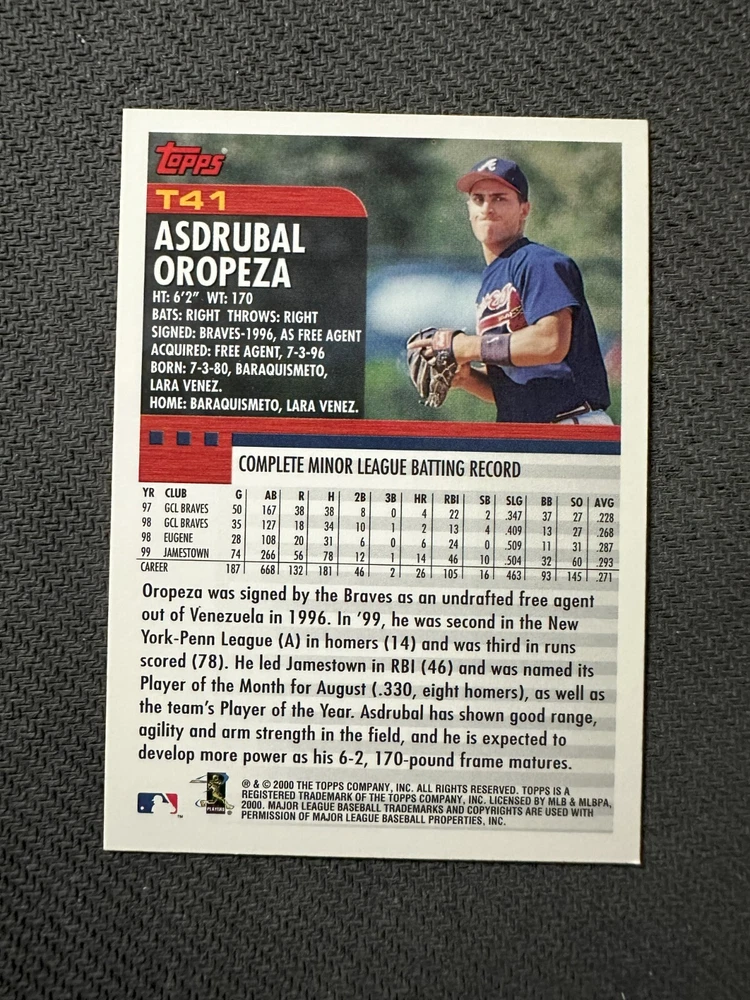 Topps
T41
ASDRUBAL
OROPEZA
HT: 6'2" WT: 170
BATS: RIGHT THROWS: RIGHT
SIGNED: BRAVES-1996, AS FREE AGENT
ACQUIRED: FREE AGENT, 7-3-96
BORN: 7-3-80, BARAQUISMETO,
LARA VENEZ.
HOME: BARAQUISMETO, LARA VENEZ.
COMPLETE MINOR LEAGUE BATTING RECORD
YR CLUB G AB R H 2B 3B HR RBI SB SLG BB SO AVG
97 GCL BRAVES 50 167 38 38 8 0 4 22 2 .347 37 27 .228
98 GCL BRAVES 35 127 18 34 10 1 2 13 4 .409 13 27 .268
98 EUGENE 28 108 20 31 6 0 6 24 0 .509 11 31 .287
99 JAMESTOWN 74 266 56 78 12 1 14 46 10 .504 32 60 .293
CAREER 187 668 132 181 46 2 26 105 16 463 93 145 .271
Oropeza was signed by the Braves as an undrafted free agent
out of Venezuela in 1996. In '99, he was second in the New
York-Penn League (A) in homers (14) and was third in runs
scored (78). He led Jamestown in RBI (46) and was named its
Player of the Month for August (.330, eight homers), as well as
the team's Player of the Year. Asdrubal has shown good range,
agility and arm strength in the field, and he is expected to
develop more power as his 6-2, 170-pound frame matures.
® & © 2000 THE TOPPS COMPANY, INC. ALL RIGHTS RESERVED. TOPPS IS A
REGISTERED TRADEMARK OF THE TOPPS COMPANY, INC. LICENSED BY MLB & MLBPA,
2000. MAJOR LEAGUE BASEBALL TRADEMARKS AND COPYRIGHTS ARE USED WITH
PERMISSION OF MAJOR LEAGUE BASEBALL PROPERTIES, INC.